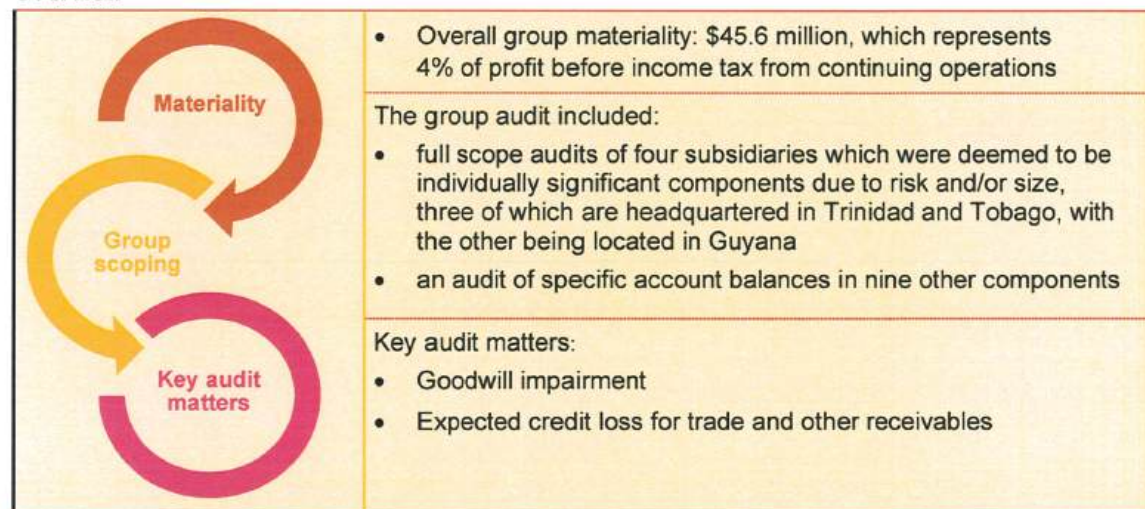 Materiality
• Overall group materiality: $45.6 million, which represents
4% of profit before income tax from continuing operations
Group
scoping
The group audit included:
• full scope audits of four subsidiaries which were deemed to be
individually significant components due to risk and/or size,
three of which are headquartered in Trinidad and Tobago, with
the other being located in Guyana
• an audit of specific account balances in nine other components
Key audit
matters
Key audit matters:
• Goodwill impairment
• Expected credit loss for trade and other receivables